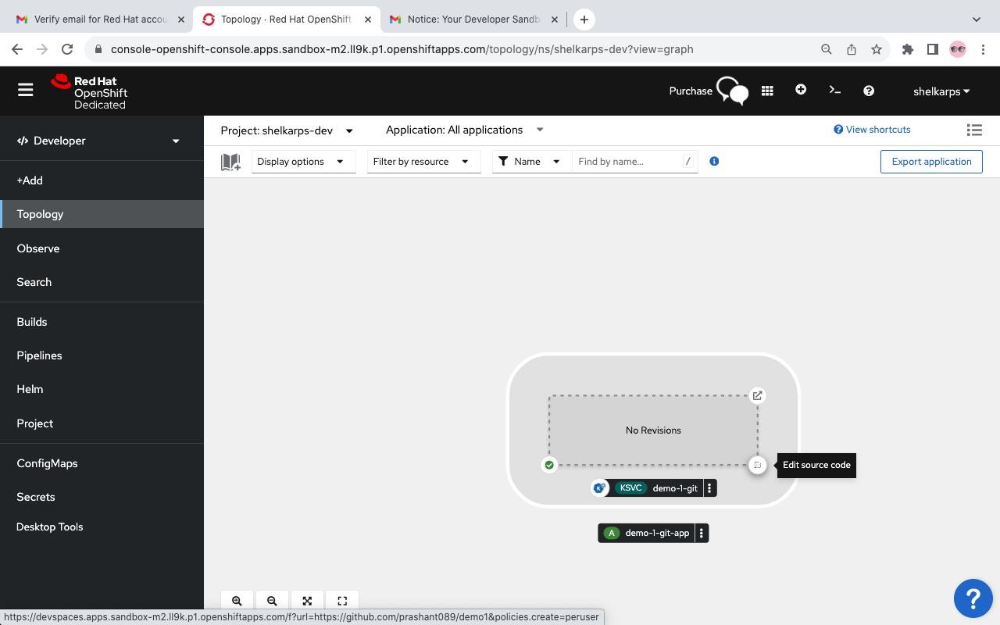 Verify email for Red Hat accou
Topology · Red Hat OpenShift
Notice: Your Developer Sandb
console-openshift-console.apps.sandbox-m2.ll9k.p1.openshiftapps.com/topology/ns/shelkarps-dev?view=graph
Red Hat
OpenShift
Dedicated
Purchase
shelkarps
</> Developer
Project: shelkarps-dev
Application: All applications
View shortcuts
Display options
Filter by resource
Name
Find by name...
/
Export application
+Add
Topology
Observe
Search
Builds
Pipelines
Helm
Project
ConfigMaps
Secrets
Desktop Tools
No Revisions
Edit source code
KSVC demo-1-git
A demo-1-git-app
?
https://devspaces.apps.sandbox-m2.ll9k.p1.openshiftapps.com/f?url=https://github.com/prashant089/demo1&policies.create=peruser